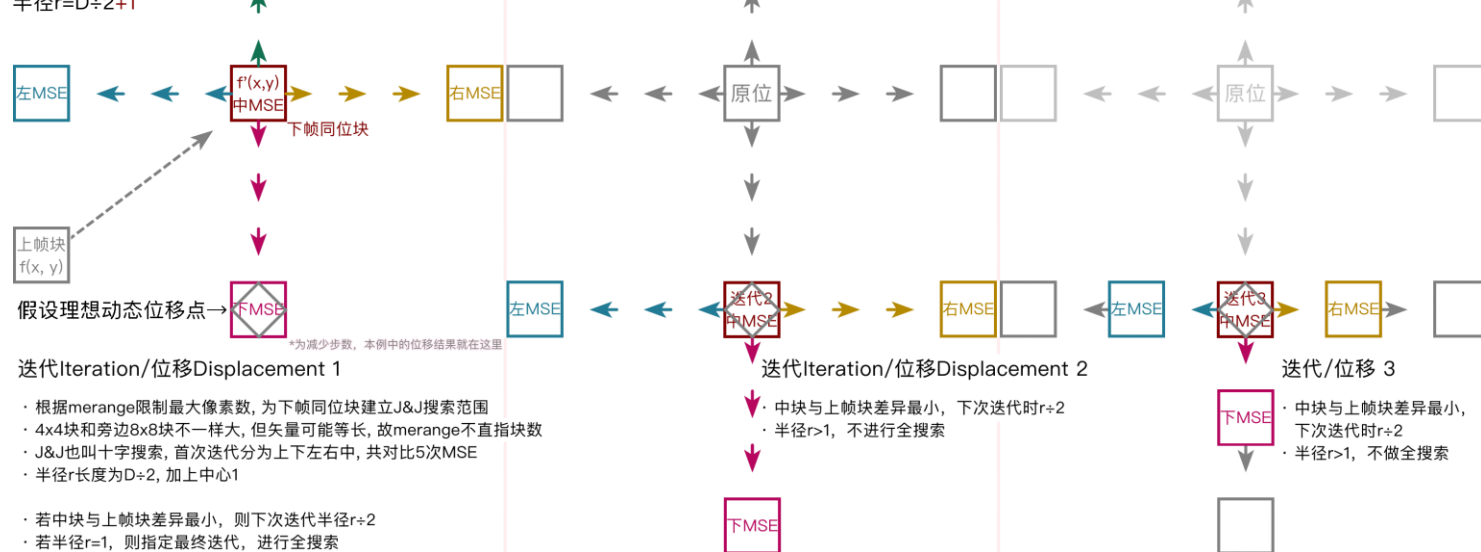 半径r=D÷2+1
左MSE
f'(x,y)
中MSE
右MSE
下帧同位块
原位
原位
上帧块
f(x, y)
假设理想动态位移点→
下MSE
*为减少步数，本例中的位移结果就在这里
左MSE
迭代2
中MSE
右MSE
左MSE
迭代3
中MSE
右MSE
迭代Iteration/位移Displacement 1
· 根据merange限制最大像素数, 为下帧同位块建立J&J搜索范围
· 4x4块和旁边8x8块不一样大, 但矢量可能等长, 故merange不直指块数
· J&J也叫十字搜索, 首次迭代分为上下左右中, 共对比5次MSE
· 半径r长度为D÷2, 加上中心1
· 若中块与上帧块差异最小，则下次迭代半径r÷2
· 若半径r=1，则指定最终迭代，进行全搜索
迭代Iteration/位移Displacement 2
· 中块与上帧块差异最小，下次迭代时r÷2
· 半径r>1，不进行全搜索
下MSE
迭代/位移 3
下MSE
· 中块与上帧块差异最小，
下次迭代时r÷2
· 半径r>1，不做全搜索